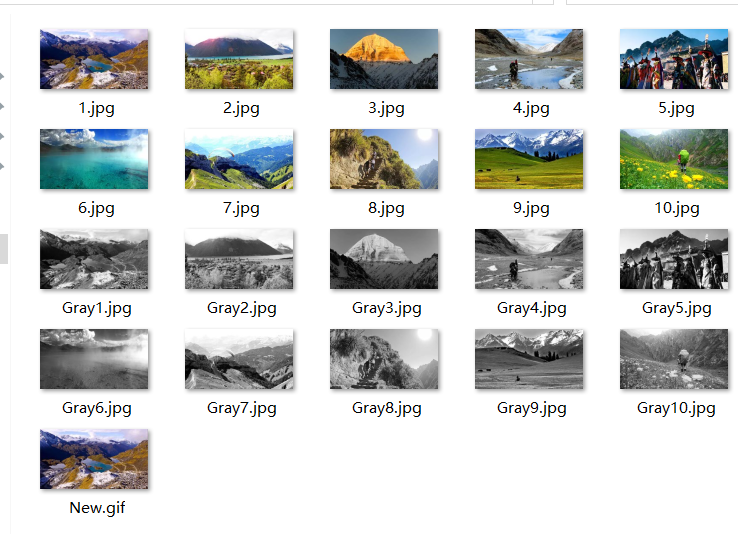 1.jpg
2.jpg
3.jpg
4.jpg
5.jpg
6.jpg
7.jpg
8.jpg
9.jpg
10.jpg
Gray1.jpg
Gray2.jpg
Gray3.jpg
Gray4.jpg
Gray5.jpg
Gray6.jpg
Gray7.jpg
Gray8.jpg
Gray9.jpg
Gray10.jpg
New.gif